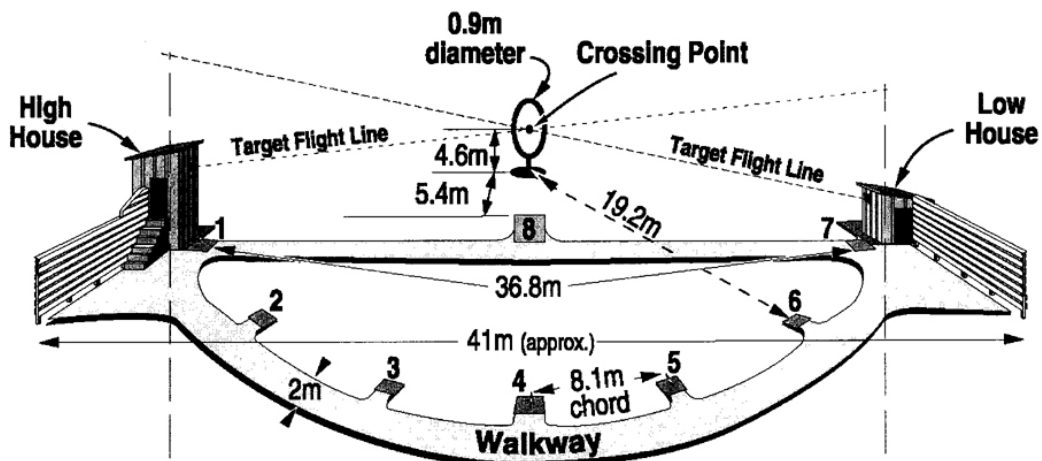 0.9m
diameter
Crossing Point
High
House
Low
House
Target Flight Line
4.6m
Target Flight Line
5.4m
19.2m
1
8
7
36.8m
2
6
41m (approx.)
3
4
5
2m
8.1m
chord
Walkway